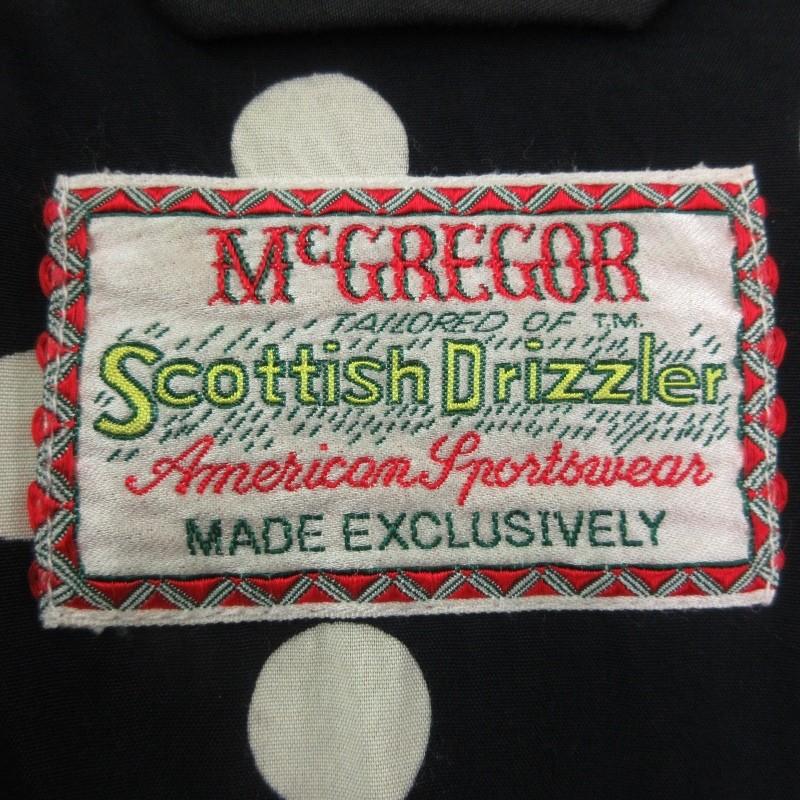 McGREGOR
TAILORED OF T.M.
Scottish Drizzler
American Sportswear
MADE EXCLUSIVELY